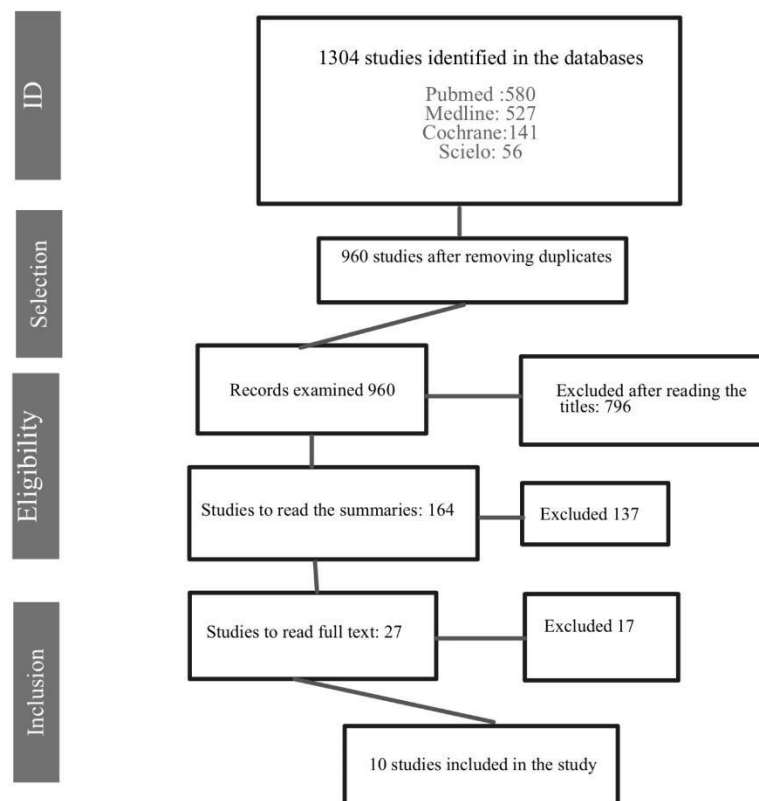 ID
1304 studies identified in the databases
Pubmed :580
Medline: 527
Cochrane:141
Scielo: 56
Selection
960 studies after removing duplicates
Records examined 960
Excluded after reading the
titles: 796
Eligibility
Studies to read the summaries: 164
Excluded 137
Studies to read full text: 27
Excluded 17
Inclusion
10 studies included in the study